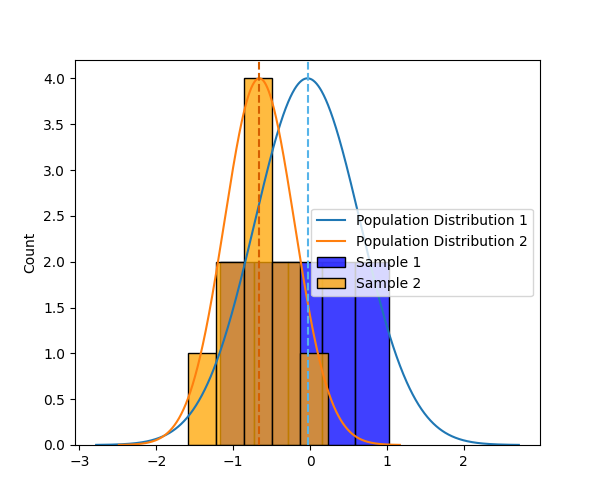 4.0
3.5
3.0
2.5
2.0
1.5
1.0
0.5
0.0
Count
Population Distribution 1
Population Distribution 2
Sample 1
Sample 2
−3 −2 −1 0 1 2